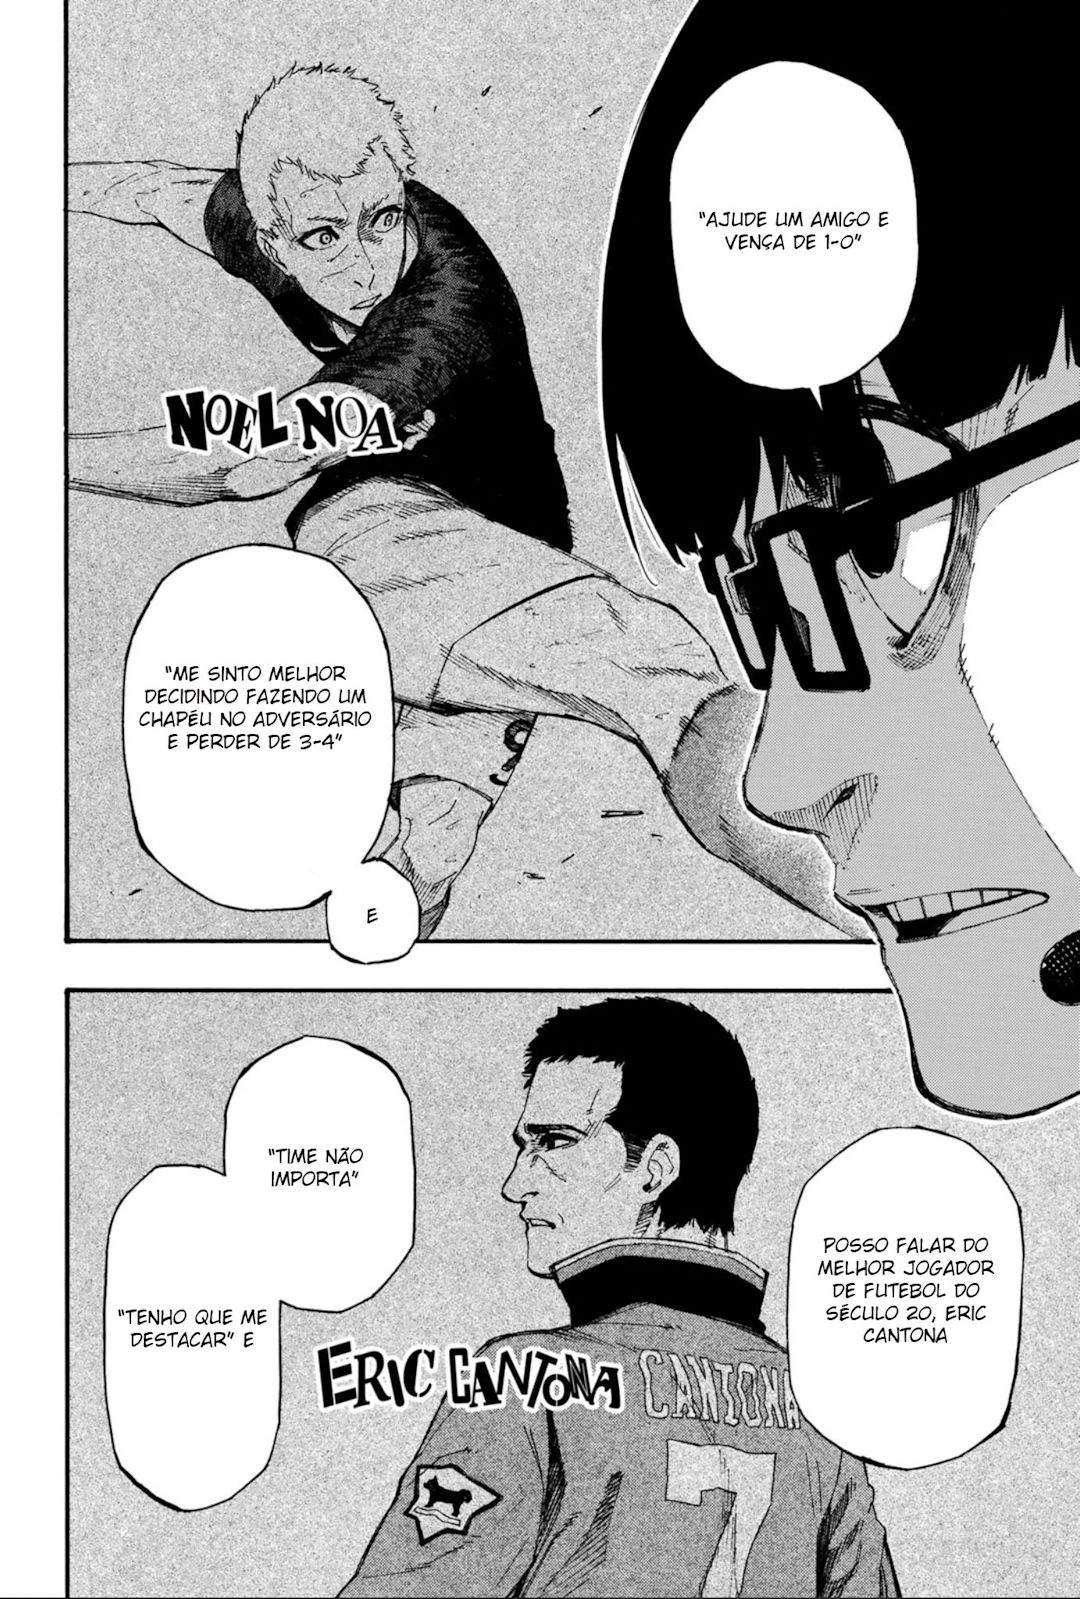 "AJUDE UM AMIGO E
VENÇA DE 1-0"
NOEL NOA
"ME SINTO MELHOR
DECIDINDO FAZENDO UM
CHAPÉU NO ADVERSÁRIO
E PERDER DE 3-4"
9
E
POSSO FALAR DO
MELHOR JOGADOR
DE FUTEBOL DO
SÉCULO 20, ERIC
CANTONA
"TIME NÃO
IMPORTA"
"TENHO QUE ME
DESTACAR" E
ERIC CANTONA
CANTONA
7